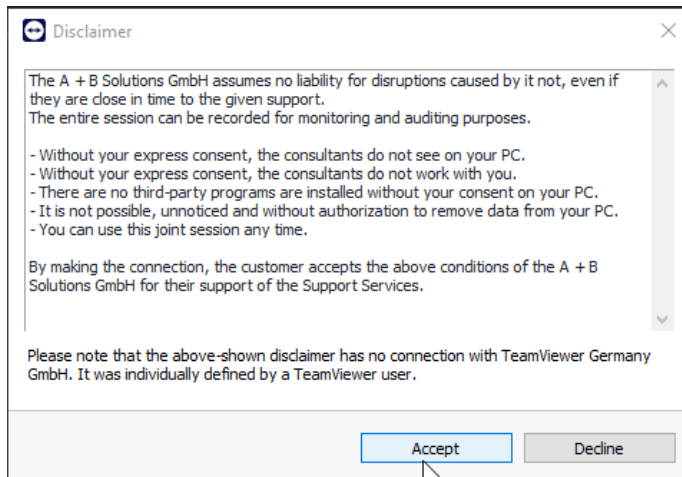 Disclaimer
The A + B Solutions GmbH assumes no liability for disruptions caused by it not, even if
they are close in time to the given support.
The entire session can be recorded for monitoring and auditing purposes.
- Without your express consent, the consultants do not see on your PC.
- Without your express consent, the consultants do not work with you.
- There are no third-party programs are installed without your consent on your PC.
- It is not possible, unnoticed and without authorization to remove data from your PC.
- You can use this joint session any time.
By making the connection, the customer accepts the above conditions of the A + B
Solutions GmbH for their support of the Support Services.
Please note that the above-shown disclaimer has no connection with TeamViewer Germany
GmbH. It was individually defined by a TeamViewer user.
Accept
Decline